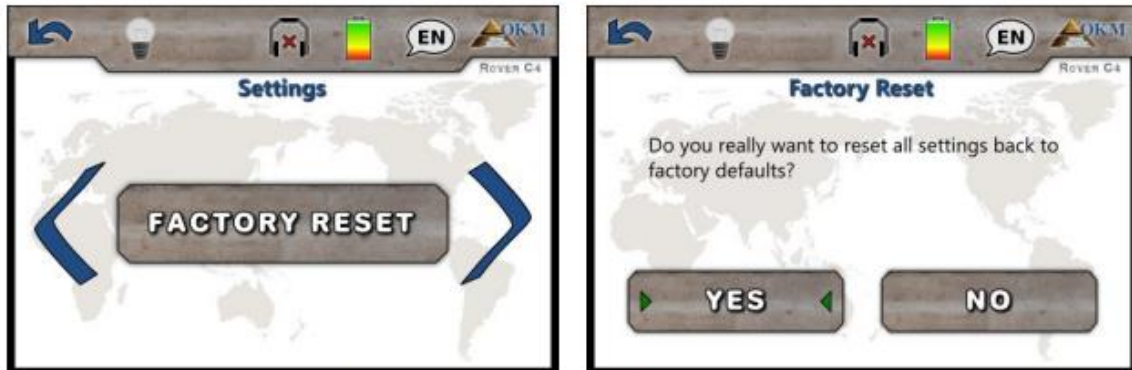 EN
OKM
ROVER C4
Settings
FACTORY RESET
EN
OKM
ROVER C4
Factory Reset
Do you really want to reset all settings back to
factory defaults?
YES
NO